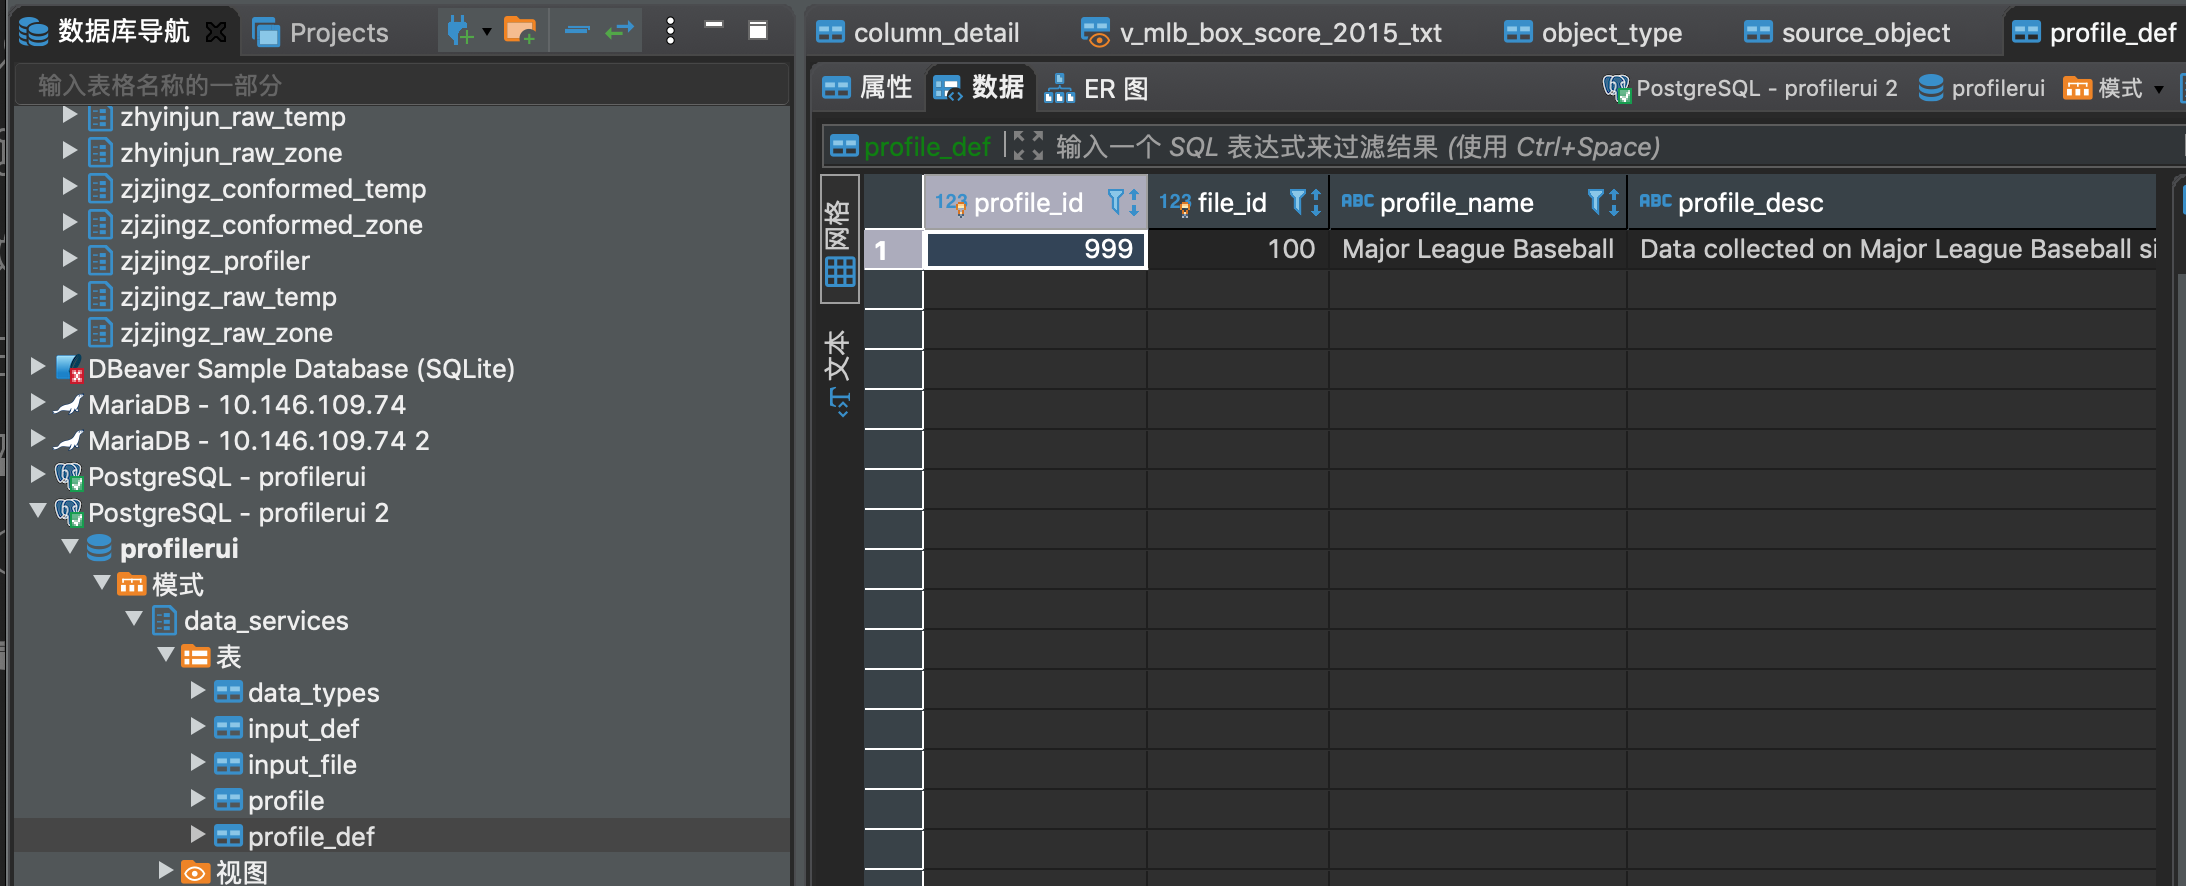 数据库导航
Projects
输入表格名称的一部分
zhyinjun_raw_temp
zhyinjun_raw_zone
zjzjingz_conformed_temp
zjzjingz_conformed_zone
zjzjingz_profiler
zjzjingz_raw_temp
zjzjingz_raw_zone
DBeaver Sample Database (SQLite)
MariaDB - 10.146.109.74
MariaDB - 10.146.109.74 2
PostgreSQL - profilerui
PostgreSQL - profilerui 2
profilerui
模式
data_services
表
data_types
input_def
input_file
profile
profile_def
视图
column_detail
v_mlb_box_score_2015_txt
object_type
source_object
profile_def
属性
数据
ER 图
PostgreSQL - profilerui 2
profilerui
模式
profile_def
输入一个 SQL 表达式来过滤结果 (使用 Ctrl+Space)
网格
文本
123 profile_id
123 file_id
ABC profile_name
ABC profile_desc
1
999
100
Major League Baseball
Data collected on Major League Baseball si